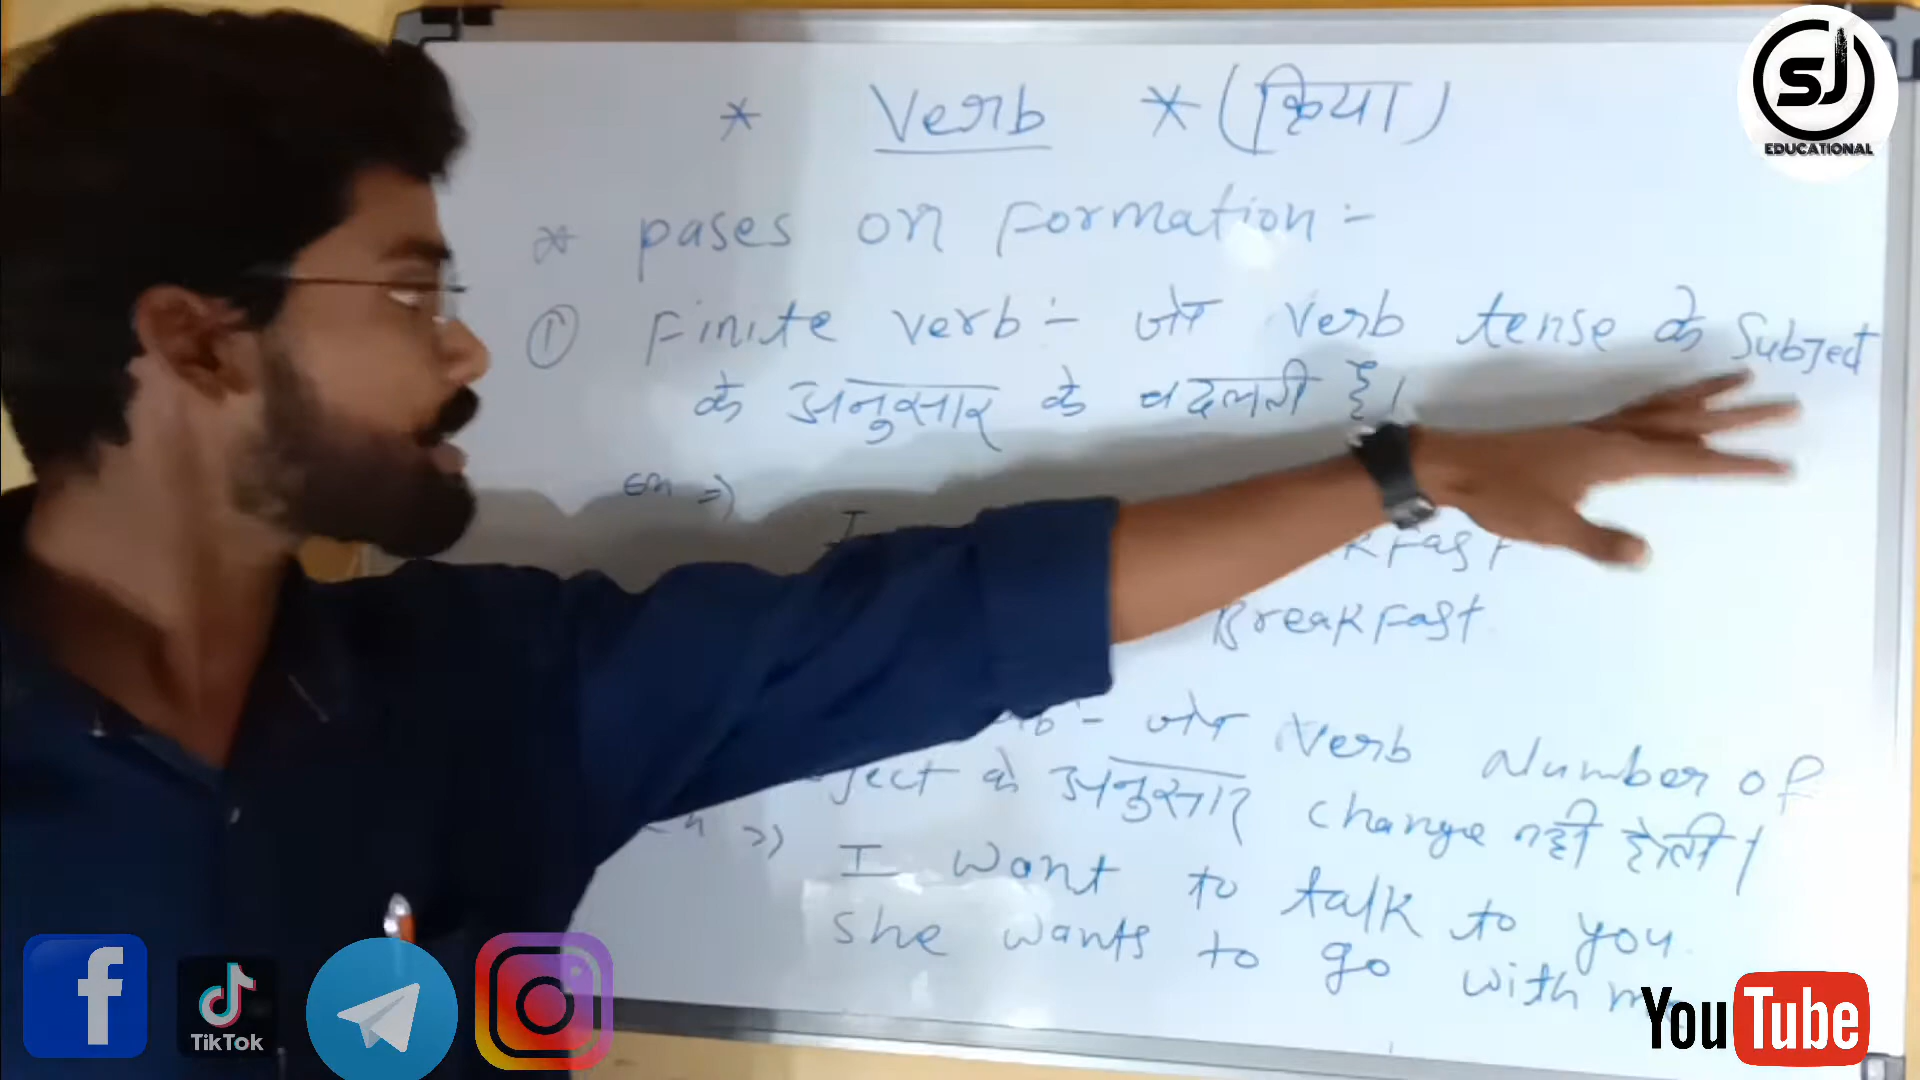 * Verb * (क्रिया)
* pases on Formation :-
① Finite verb :- जो verb tense के Subject
के अनुसार के बदलती है।
I
Breakfast
जो Verb Number of
के अनुसार change नही होती।
I want to talk to you.
She wants to go with
SJ
EDUCATIONAL
f
TikTok
YouTube